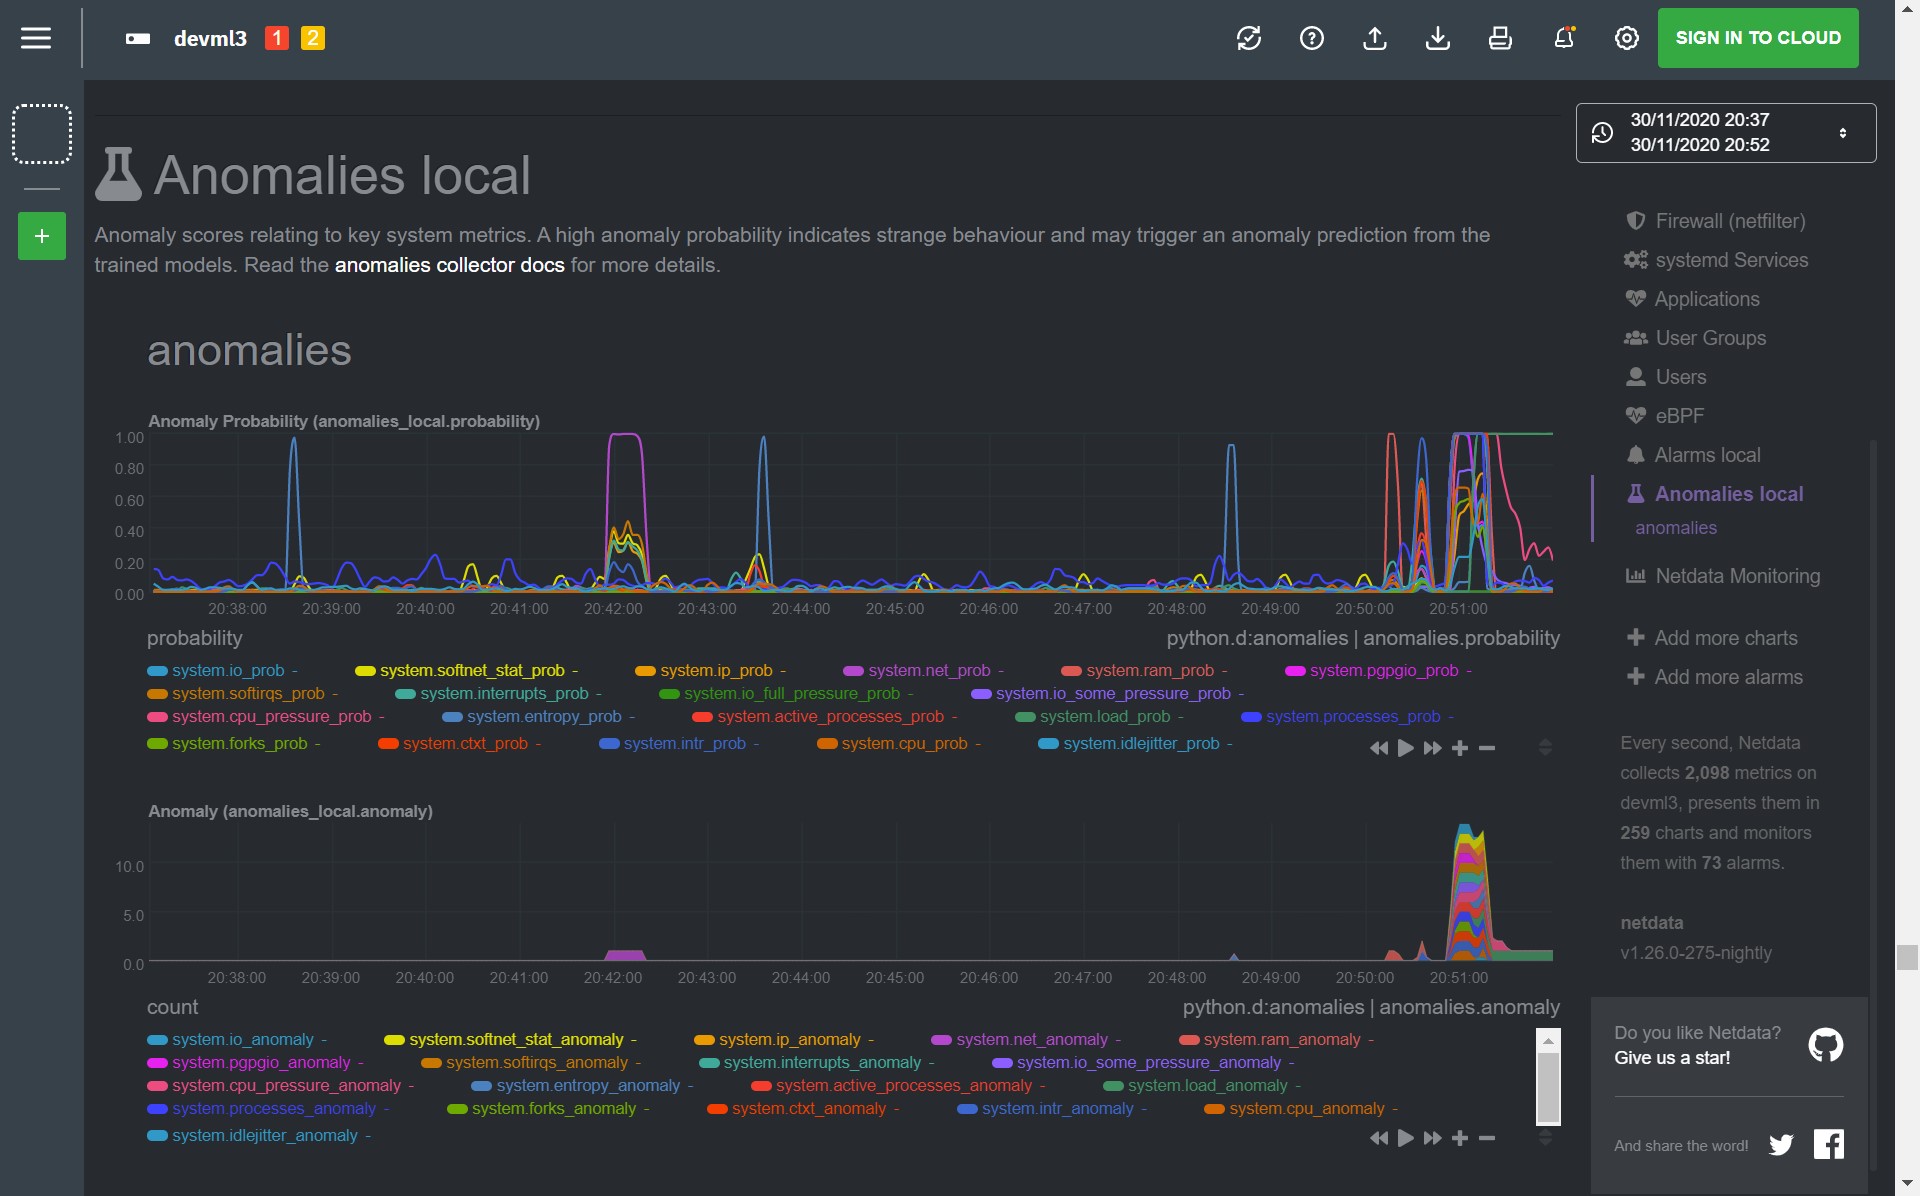 devml3 1 2
SIGN IN TO CLOUD
30/11/2020 20:37
30/11/2020 20:52
+
Anomalies local
Anomaly scores relating to key system metrics. A high anomaly probability indicates strange behaviour and may trigger an anomaly prediction from the
trained models. Read the anomalies collector docs for more details.
anomalies
Anomaly Probability (anomalies_local.probability)
1.00
0.80
0.60
0.40
0.20
0.00
20:38:00 20:39:00 20:40:00 20:41:00 20:42:00 20:43:00 20:44:00 20:45:00 20:46:00 20:47:00 20:48:00 20:49:00 20:50:00 20:51:00
probability python.d:anomalies | anomalies.probability
system.io_prob - system.softnet_stat_prob - system.ip_prob - system.net_prob - system.ram_prob - system.pgpgio_prob -
system.softirqs_prob - system.interrupts_prob - system.io_full_pressure_prob - system.io_some_pressure_prob -
system.cpu_pressure_prob - system.entropy_prob - system.active_processes_prob - system.load_prob - system.processes_prob -
system.forks_prob - system.ctxt_prob - system.intr_prob - system.cpu_prob - system.idlejitter_prob -
Anomaly (anomalies_local.anomaly)
10.0
5.0
0.0
20:38:00 20:39:00 20:40:00 20:41:00 20:42:00 20:43:00 20:44:00 20:45:00 20:46:00 20:47:00 20:48:00 20:49:00 20:50:00 20:51:00
count python.d:anomalies | anomalies.anomaly
system.io_anomaly - system.softnet_stat_anomaly - system.ip_anomaly - system.net_anomaly - system.ram_anomaly -
system.pgpgio_anomaly - system.softirqs_anomaly - system.interrupts_anomaly - system.io_some_pressure_anomaly -
system.cpu_pressure_anomaly - system.entropy_anomaly - system.active_processes_anomaly - system.load_anomaly -
system.processes_anomaly - system.forks_anomaly - system.ctxt_anomaly - system.intr_anomaly - system.cpu_anomaly -
system.idlejitter_anomaly -
Firewall (netfilter)
systemd Services
Applications
User Groups
Users
eBPF
Alarms local
Anomalies local
anomalies
Netdata Monitoring
Add more charts
Add more alarms
Every second, Netdata
collects 2,098 metrics on
devml3, presents them in
259 charts and monitors
them with 73 alarms.
netdata
v1.26.0-275-nightly
Do you like Netdata?
Give us a star!
And share the word!